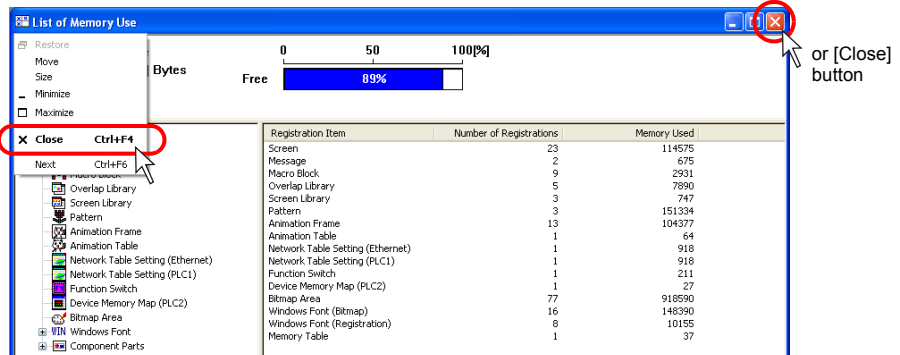 List of Memory Use
Restore
Move
Size
Minimize
Maximize
Close Ctrl+F4
Next Ctrl+F6
Bytes
0 50 100[%]
Free 89%
or [Close]
button
Overlap Library
Screen Library
Pattern
Animation Frame
Animation Table
Network Table Setting (Ethernet)
Network Table Setting (PLC1)
Function Switch
Device Memory Map (PLC2)
Bitmap Area
WIN Windows Font
Component Parts
Registration Item Number of Registrations Memory Used
Screen 23 114575
Message 2 675
Macro Block 9 2931
Overlap Library 5 7890
Screen Library 3 747
Pattern 3 151334
Animation Frame 13 104377
Animation Table 1 64
Network Table Setting (Ethernet) 1 918
Network Table Setting (PLC1) 1 918
Function Switch 1 211
Device Memory Map (PLC2) 1 27
Bitmap Area 77 918590
Windows Font (Bitmap) 16 148390
Windows Font (Registration) 8 10155
Memory Table 1 37